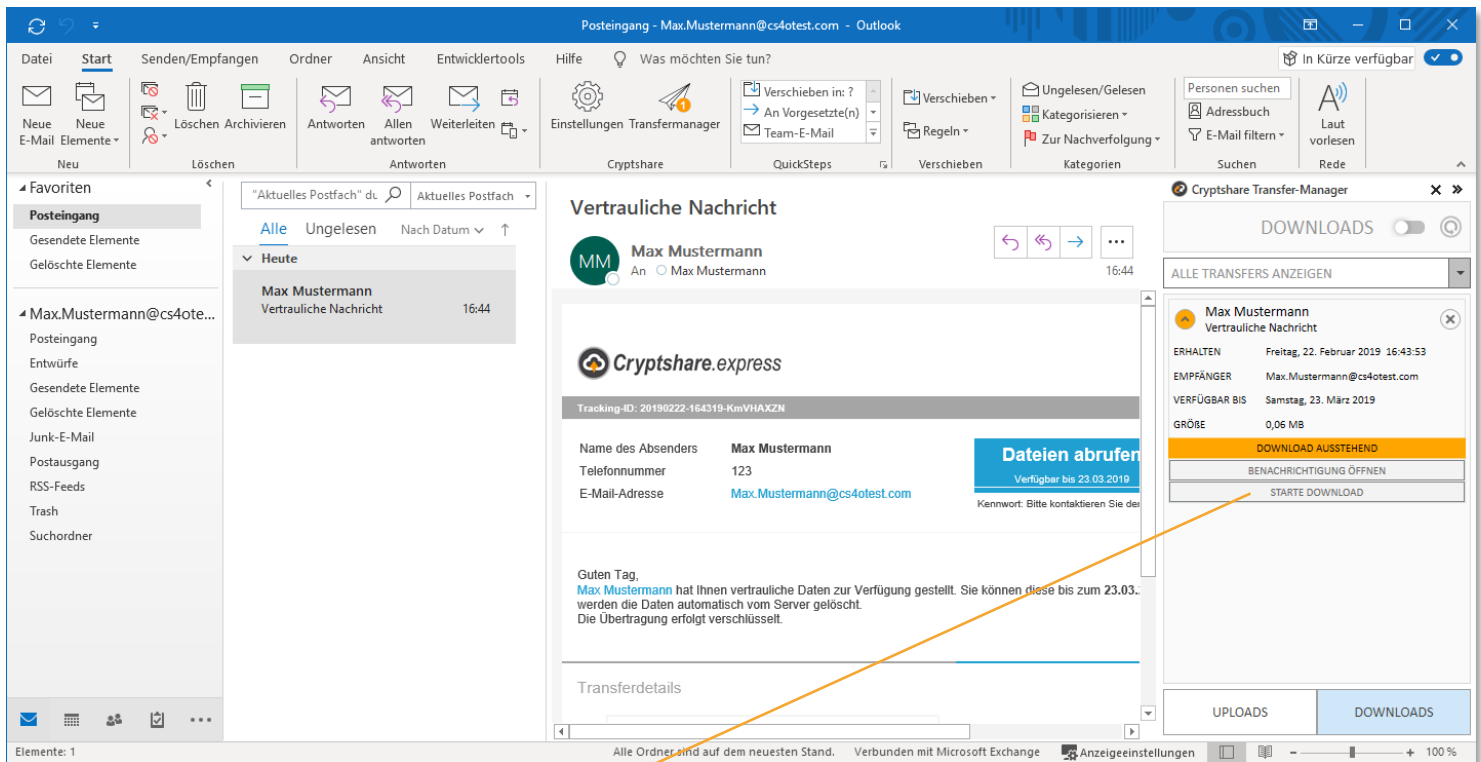 Posteingang - Max.Mustermann@cs4otest.com - Outlook
Datei Start Senden/Empfangen Ordner Ansicht Entwicklertools Hilfe Was möchten Sie tun? In Kürze verfügbar
Neue E-Mail
Neue Elemente
Löschen
Archivieren
Antworten
Allen antworten
Weiterleiten
Einstellungen
Transfermanager
Verschieben in: ?
An Vorgesetzte(n)
Team-E-Mail
Verschieben
Regeln
Ungelesen/Gelesen
Kategorisieren
Zur Nachverfolgung
Personen suchen
Adressbuch
E-Mail filtern
Laut vorlesen
Neu Löschen Antworten Cryptshare QuickSteps Verschieben Kategorien Suchen Rede
Favoriten
Posteingang
Gesendete Elemente
Gelöschte Elemente
Max.Mustermann@cs4ote...
Posteingang
Entwürfe
Gesendete Elemente
Gelöschte Elemente
Junk-E-Mail
Postausgang
RSS-Feeds
Trash
Suchordner
"Aktuelles Postfach" du Aktuelles Postfach
Alle Ungelesen Nach Datum
Heute
Max Mustermann
Vertrauliche Nachricht 16:44
Vertrauliche Nachricht
MM
Max Mustermann
An Max Mustermann 16:44
Cryptshare.express
Tracking-ID: 20190222-164319-KmVHAXZN
Name des Absenders Max Mustermann
Telefonnummer 123
E-Mail-Adresse Max.Mustermann@cs4otest.com
Dateien abrufen
Verfügbar bis 23.03.2019
Kennwort: Bitte kontaktieren Sie der
Guten Tag,
Max Mustermann hat Ihnen vertrauliche Daten zur Verfügung gestellt. Sie können diese bis zum 23.03.
werden die Daten automatisch vom Server gelöscht.
Die Übertragung erfolgt verschlüsselt.
Transferdetails
Cryptshare Transfer-Manager
DOWNLOADS
ALLE TRANSFERS ANZEIGEN
Max Mustermann
Vertrauliche Nachricht
ERHALTEN Freitag, 22. Februar 2019 16:43:53
EMPFÄNGER Max.Mustermann@cs4otest.com
VERFÜGBAR BIS Samstag, 23. März 2019
GRÖßE 0,06 MB
DOWNLOAD AUSSTEHEND
BENACHRICHTIGUNG ÖFFNEN
STARTE DOWNLOAD
UPLOADS DOWNLOADS
Elemente: 1 Alle Ordner sind auf dem neuesten Stand. Verbunden mit Microsoft Exchange Anzeigeeinstellungen 100 %